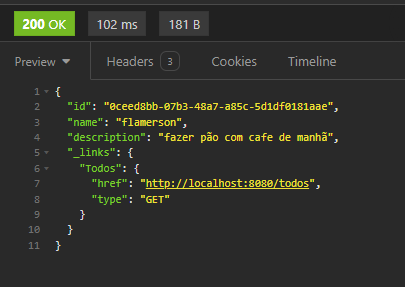 200 OK 102 ms 181 B
Preview Headers 3 Cookies Timeline
1 {
2 "id": "0ceed8bb-07b3-48a7-a85c-5d1df0181aae",
3 "name": "flamerson",
4 "description": "fazer pão com cafe de manhã",
5 "_links": {
6 "Todos": {
7 "href": "http://localhost:8080/todos",
8 "type": "GET"
9 }
10 }
11 }